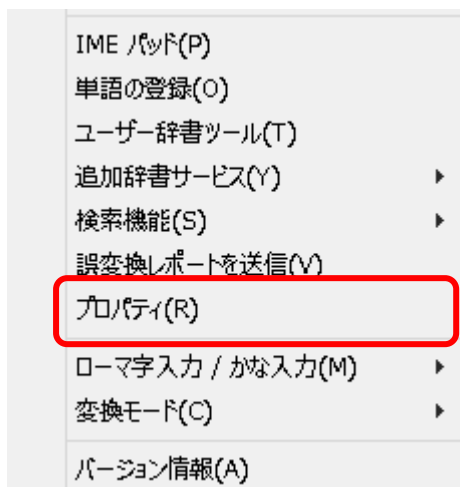 IME パッド(P)
単語の登録(O)
ユーザー辞書ツール(T)
追加辞書サービス(Y)
検索機能(S)
誤変換レポートを送信(V)
プロパティ(R)
ローマ字入力 / かな入力(M)
変換モード(C)
バージョン情報(A)